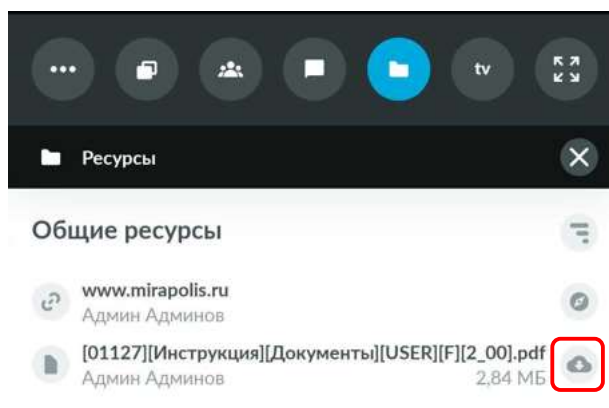 tv
Ресурсы
Общие ресурсы
www.mirapolis.ru
Админ Админов
[01127][Инструкция][Документы][USER][F][2_00].pdf
Админ Админов 2,84 МБ